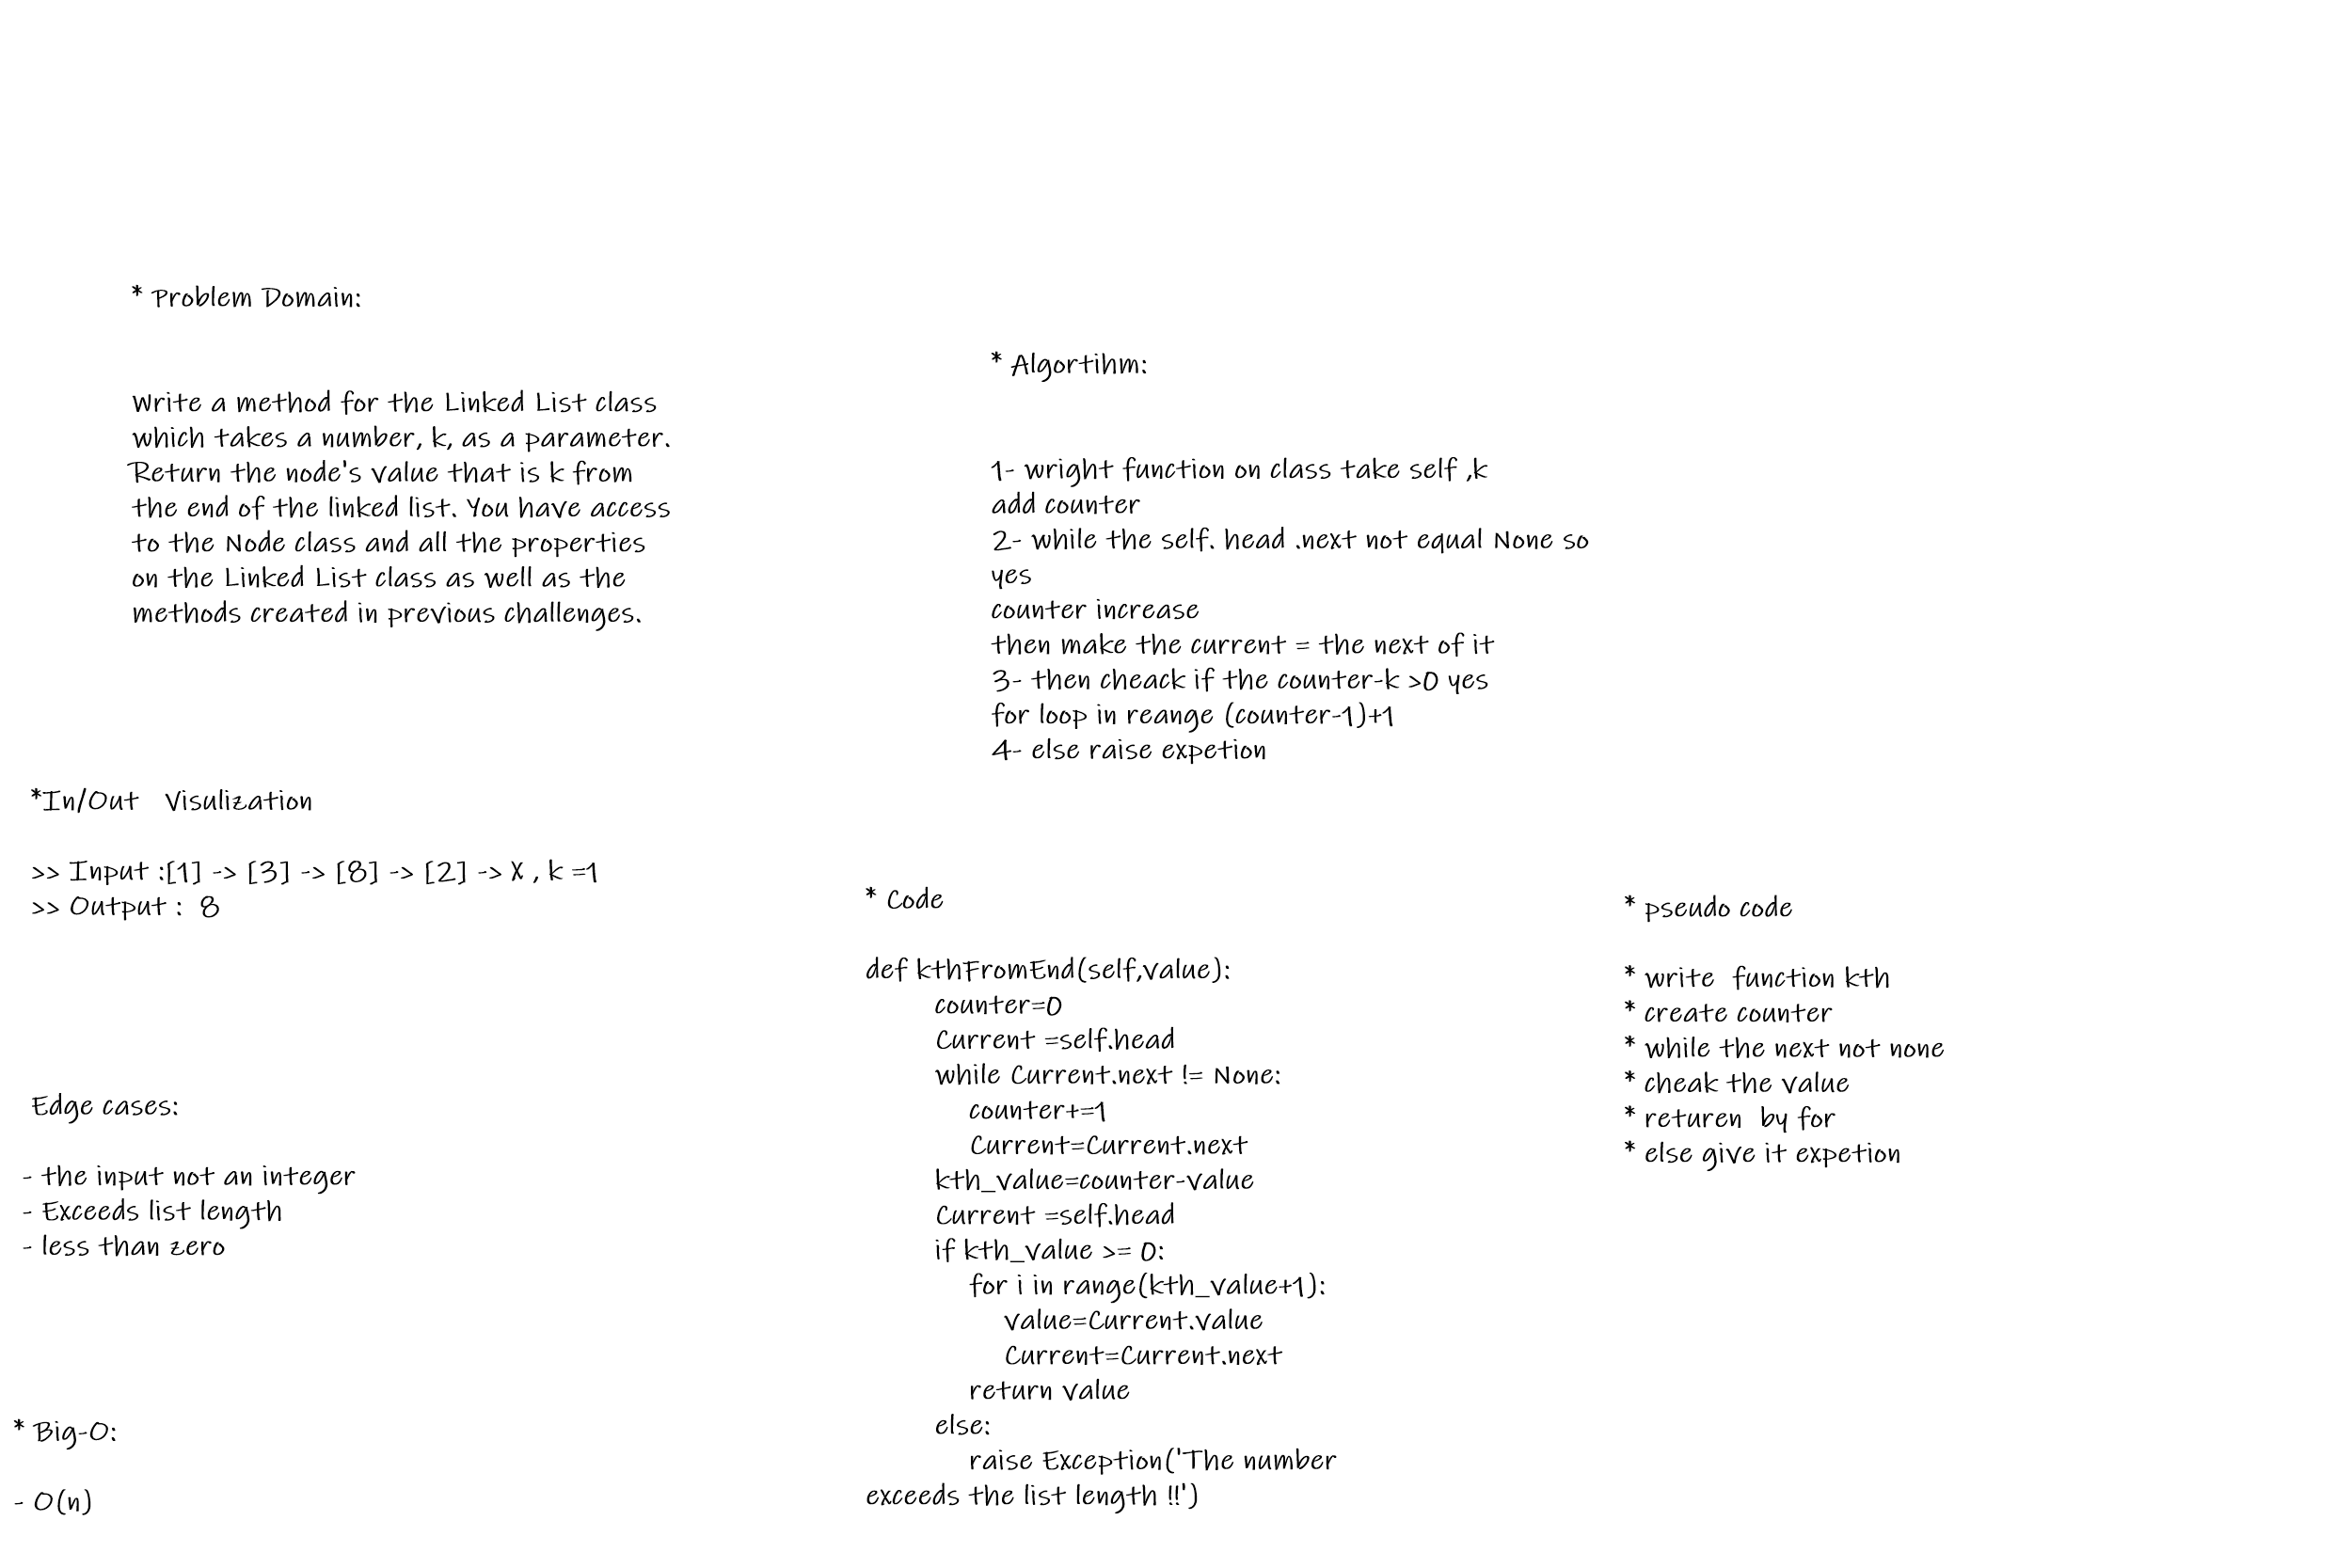 * Problem Domain:
Write a method for the Linked List class
which takes a number, k, as a parameter.
Return the node's value that is k from
the end of the linked list. You have access
to the Node class and all the properties
on the Linked List class as well as the
methods created in previous challenges.
*In/Out   Visulization
>> Input :[1] -> [3] -> [8] -> [2] -> X , k =1
>> Output :  8
Edge cases:
- the input not an integer
- Exceeds list length
- less than zero
* Big-O:
- O(n)
* Algortihm:
1- wright function on class take self ,k
add counter
2- while the self. head .next not equal None so
yes
counter increase
then make the current = the next of it
3- then cheack if the counter-k >0 yes
for loop in reange (counter-1)+1
4- else raise expetion
* Code
def kthFromEnd(self,value):
counter=0
Current =self.head
while Current.next != None:
counter+=1
Current=Current.next
kth_value=counter-value
Current =self.head
if kth_value >= 0:
for i in range(kth_value+1):
value=Current.value
Current=Current.next
return value
else:
raise Exception('The number
exceeds the list length !!')
* pseudo code
* write  function kth
* create counter
* while the next not none
* cheak the value
* returen  by for
* else give it expetion